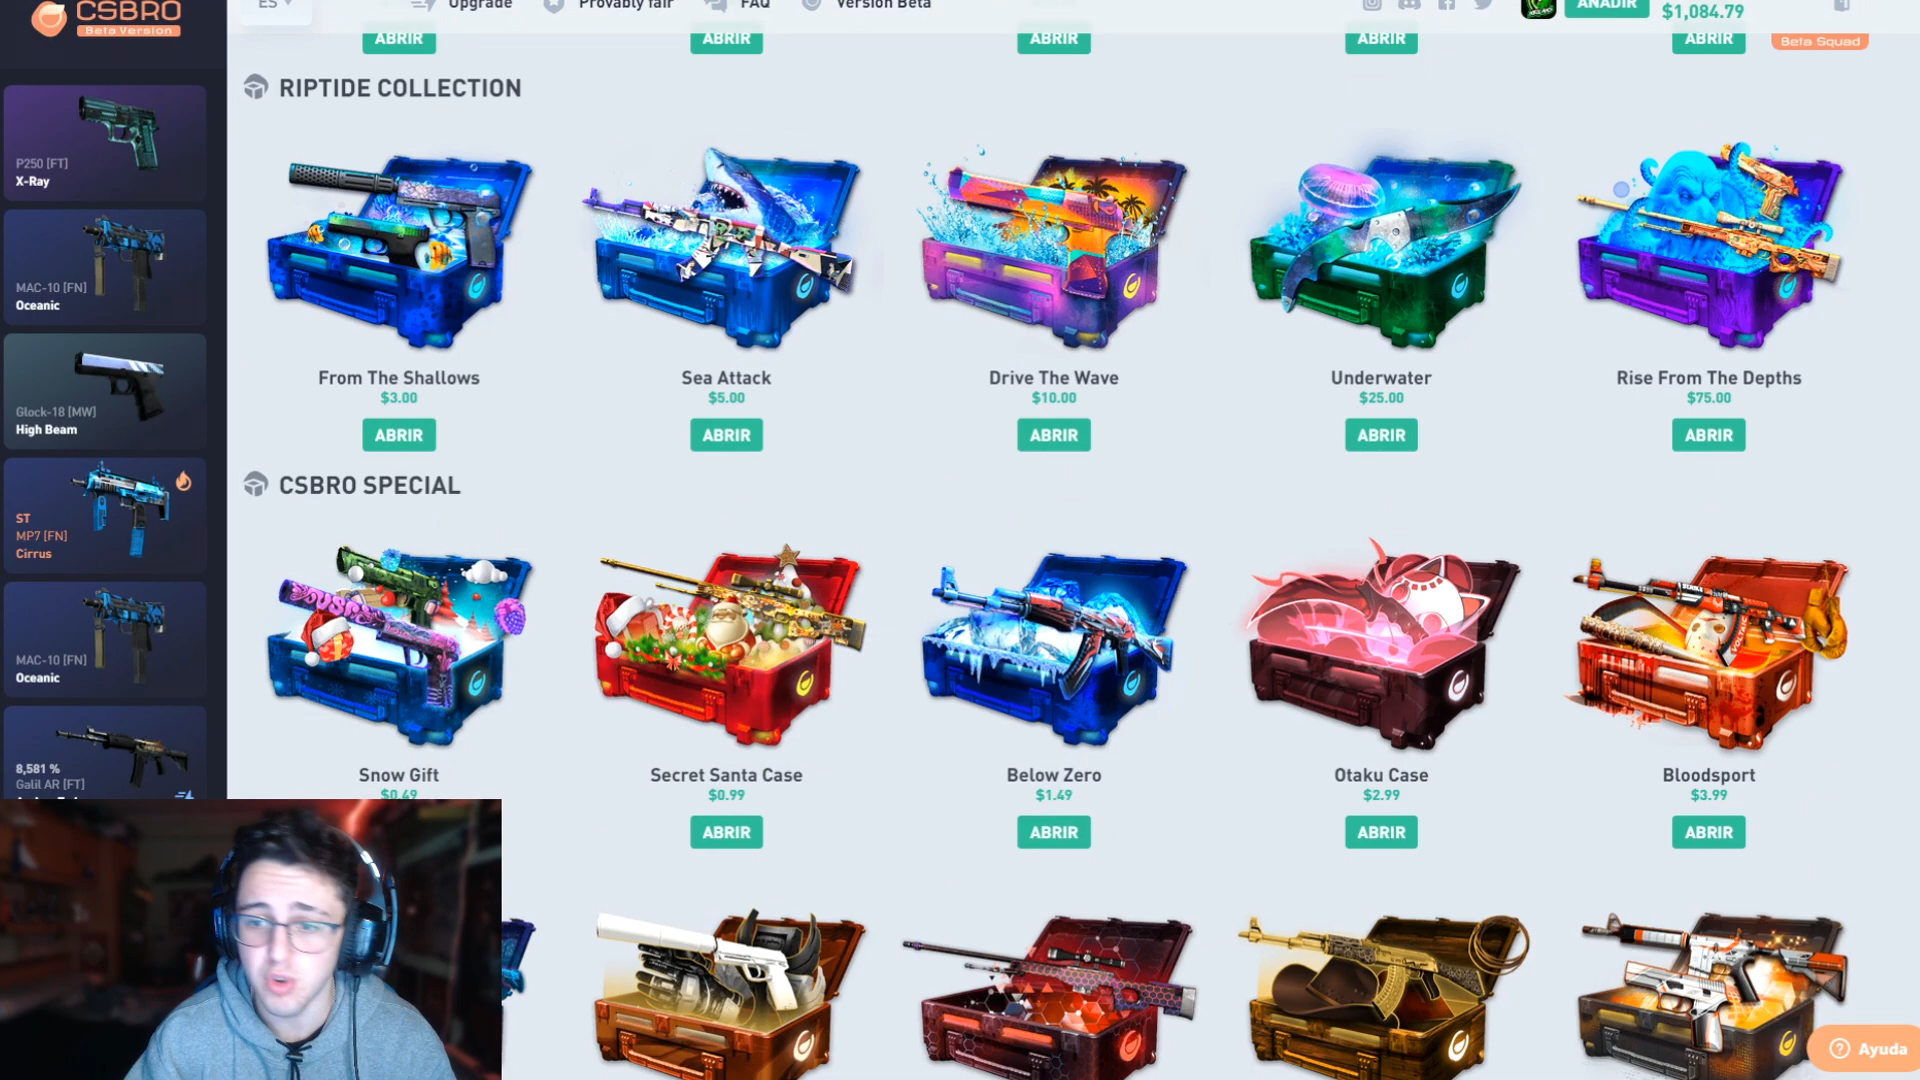 CSBRO
Beta Version
ES
Upgrade
Provably fair
FAQ
Version Beta
AÑADIR
$1,084.79
ABRIR
ABRIR
ABRIR
ABRIR
ABRIR
Beta Squad
RIPTIDE COLLECTION
From The Shallows
$3.00
ABRIR
Sea Attack
$5.00
ABRIR
Drive The Wave
$10.00
ABRIR
Underwater
$25.00
ABRIR
Rise From The Depths
$75.00
ABRIR
CSBRO SPECIAL
Snow Gift
$0.49
Secret Santa Case
$0.99
ABRIR
Below Zero
$1.49
ABRIR
Otaku Case
$2.99
ABRIR
Bloodsport
$3.99
ABRIR
P250 [FT]
X-Ray
MAC-10 [FN]
Oceanic
Glock-18 [MW]
High Beam
ST
MP7 [FN]
Cirrus
MAC-10 [FN]
Oceanic
8,581 %
Galil AR [FT]
Ayuda